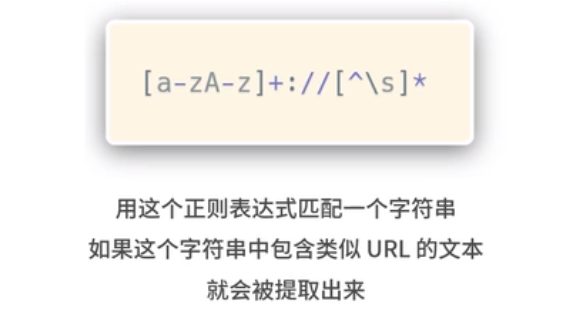 [a-zA-z]+://[^\s]*
用这个正则表达式匹配一个字符串
如果这个字符串中包含类似 URL 的文本
就会被提取出来